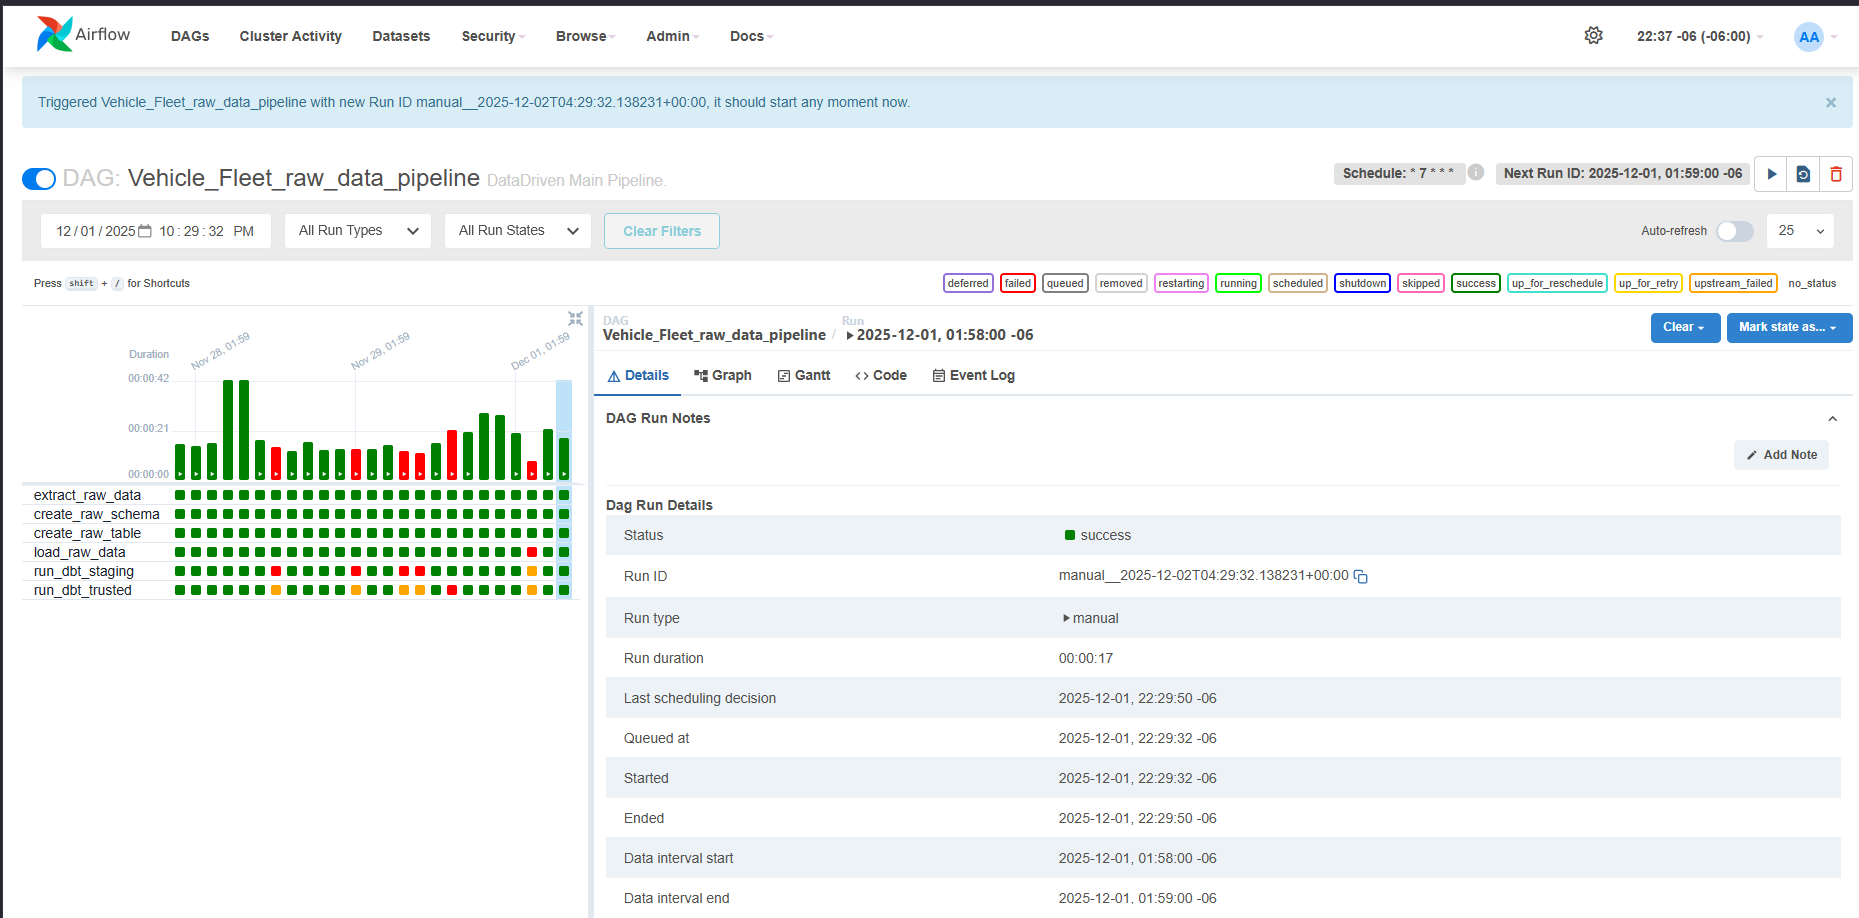 Airflow
DAGs Cluster Activity Datasets Security Browse Admin Docs 22:37 -06 (-06:00) AA
Triggered Vehicle_Fleet_raw_data_pipeline with new Run ID manual__2025-12-02T04:29:32.138231+00:00, it should start any moment now. ×
DAG: Vehicle_Fleet_raw_data_pipeline DataDriven Main Pipeline.
Schedule: * 7 * * * i Next Run ID: 2025-12-01, 01:59:00 -06
12/01/2025 10:29:32 PM All Run Types All Run States Clear Filters Auto-refresh 25
Press shift + / for Shortcuts
deferred failed queued removed restarting running scheduled shutdown skipped success up_for_reschedule up_for_retry upstream_failed no_status
Nov 28, 01:59 Nov 29, 01:59 Dec 01, 01:59
Duration
00:00:42
00:00:21
00:00:00
extract_raw_data
create_raw_schema
create_raw_table
load_raw_data
run_dbt_staging
run_dbt_trusted
DAG Run
Vehicle_Fleet_raw_data_pipeline / 2025-12-01, 01:58:00 -06
Clear Mark state as...
Details Graph Gantt Code Event Log
DAG Run Notes
Add Note
Dag Run Details
Status success
Run ID manual__2025-12-02T04:29:32.138231+00:00
Run type manual
Run duration 00:00:17
Last scheduling decision 2025-12-01, 22:29:50 -06
Queued at 2025-12-01, 22:29:32 -06
Started 2025-12-01, 22:29:32 -06
Ended 2025-12-01, 22:29:50 -06
Data interval start 2025-12-01, 01:58:00 -06
Data interval end 2025-12-01, 01:59:00 -06